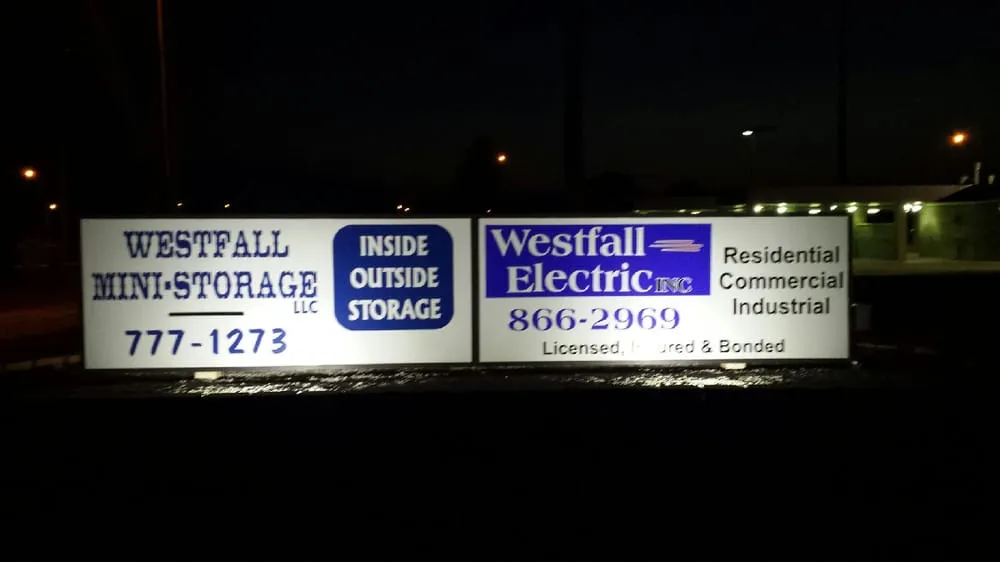 WESTFALL
MINI-STORAGE
LLC
777-1273
INSIDE
OUTSIDE
STORAGE
Westfall
Electric INC
866-2969
Licensed, & Bonded
Residential
Commercial
Industrial